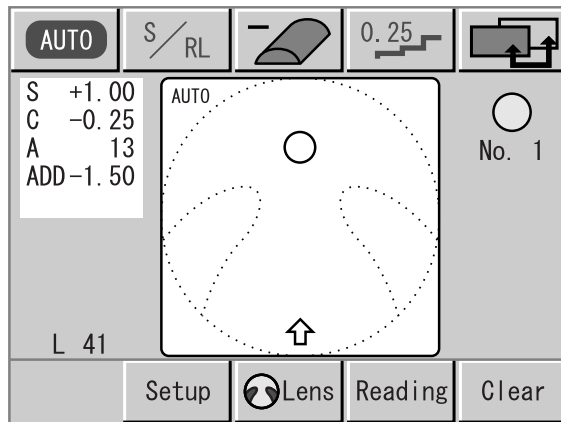 AUTO
S/RL
0.25
S +1.00
C -0.25
A 13
ADD-1.50
AUTO
No. 1
L 41
Setup
Lens
Reading
Clear